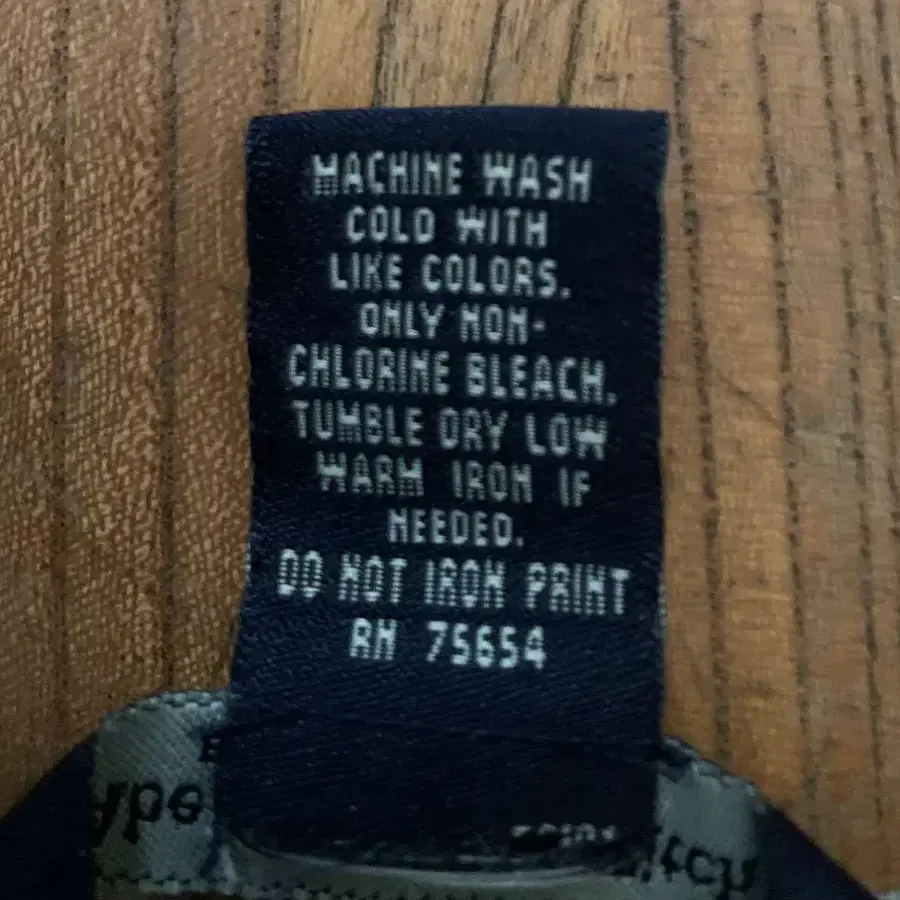 MACHINE WASH
COLD WITH
LIKE COLORS.
ONLY NON-
CHLORINE BLEACH.
TUMBLE DRY LOW
WARM IRON IF
NEEDED.
DO NOT IRON PRINT
RN 75654